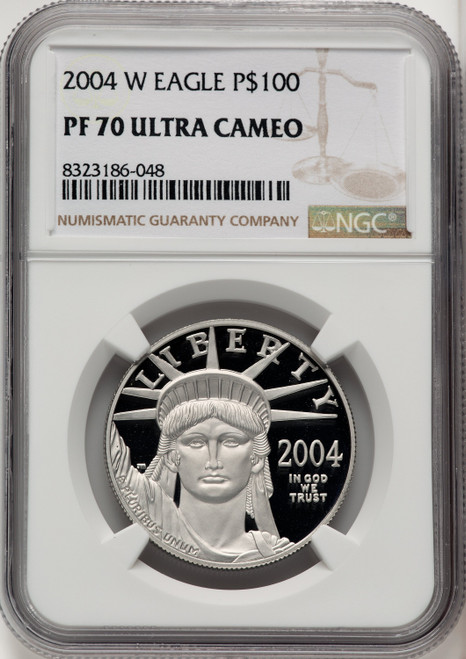 2004 W EAGLE P$100
PF 70 ULTRA CAMEO
8323186-048
NUMISMATIC GUARANTY COMPANY
NGC
LIBERTY
2004
IN GOD
WE
TRUST
E PLURIBUS UNUM